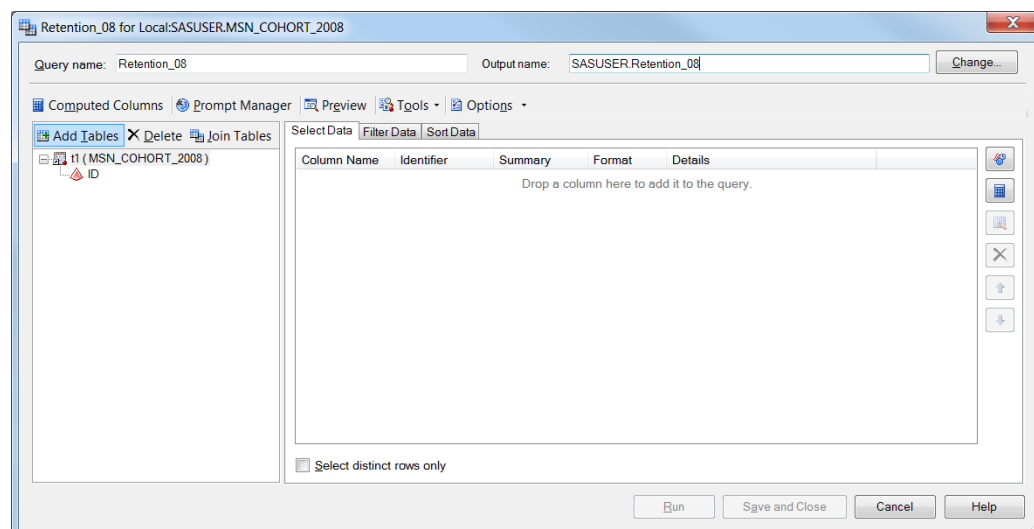 Retention_08 for Local:SASUSER.MSN_COHORT_2008
Query name: Retention_08 Output name: SASUSER.Retention_08 Change...
Computed Columns Prompt Manager Preview Tools Options
Add Tables Delete Join Tables Select Data Filter Data Sort Data
t1 (MSN_COHORT_2008) Column Name Identifier Summary Format Details
ID Drop a column here to add it to the query.
Select distinct rows only
Run Save and Close Cancel Help